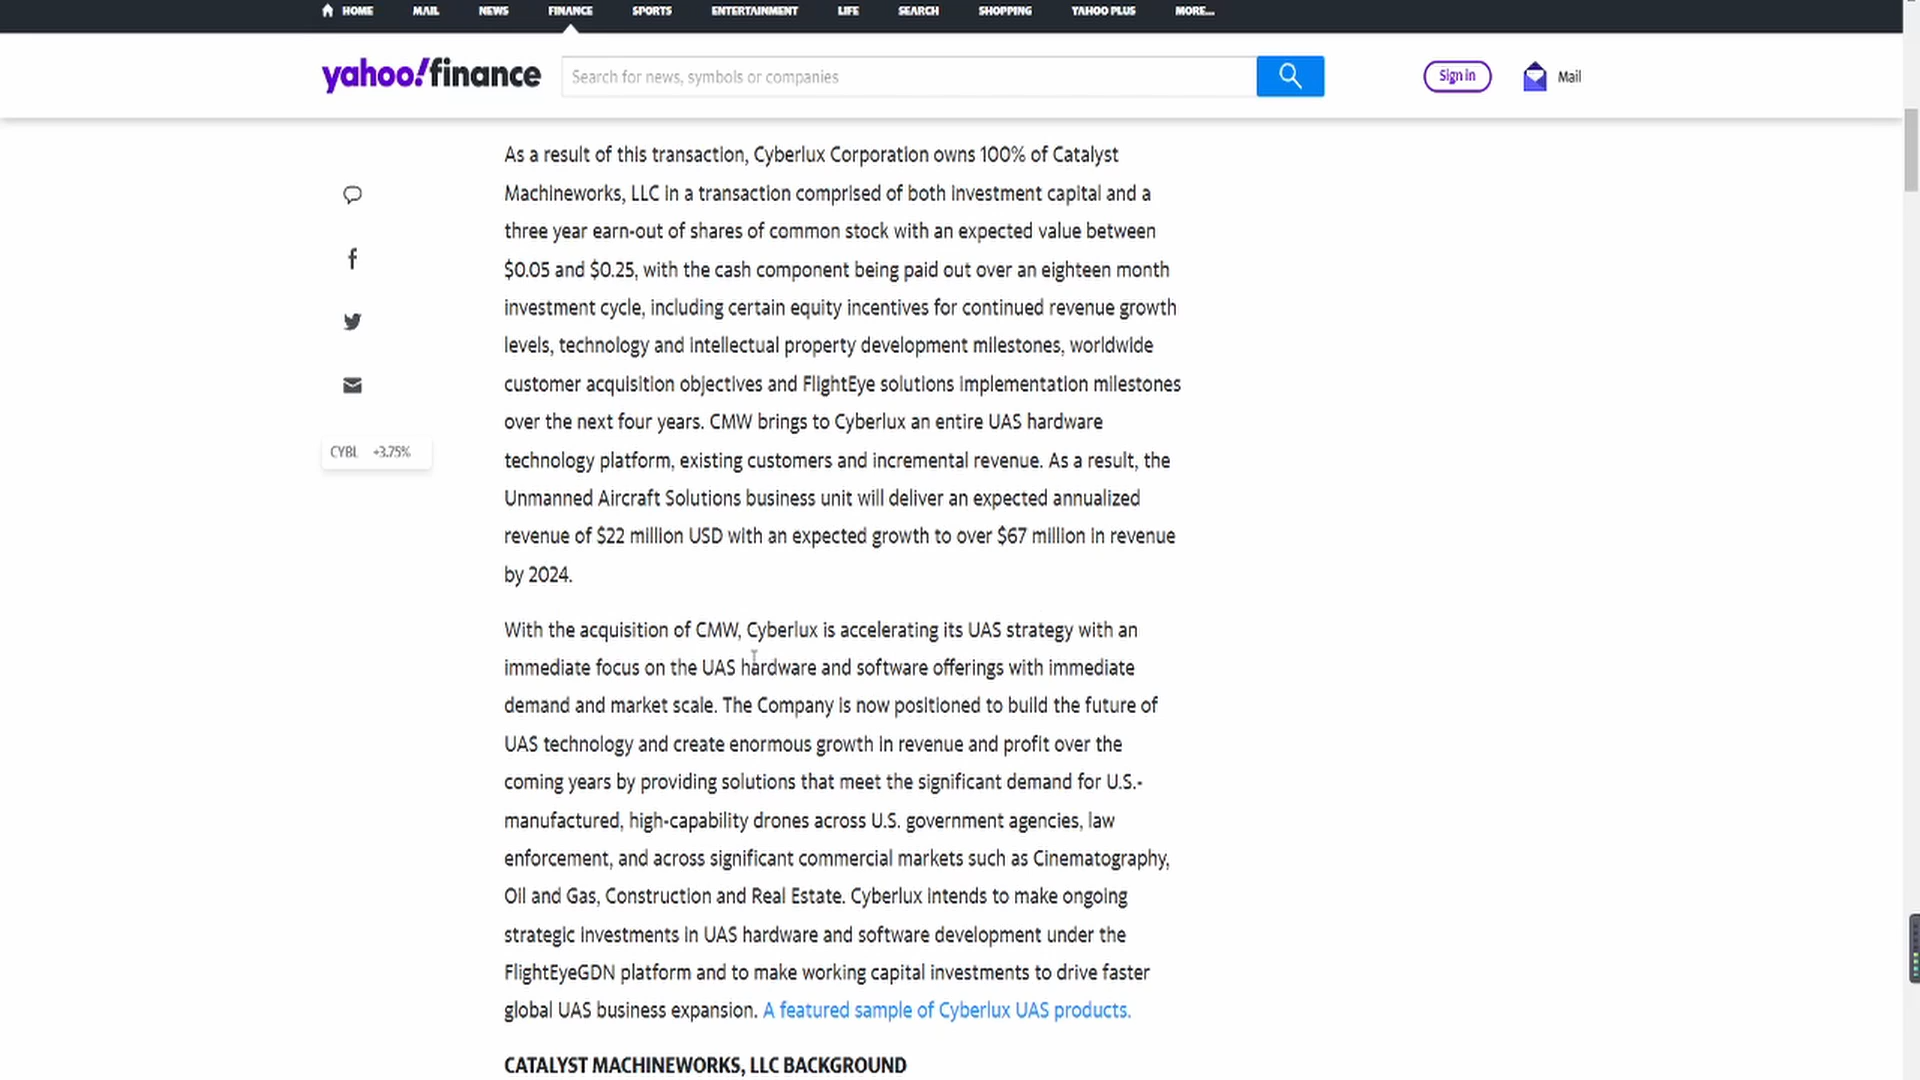 HOME MAIL NEWS FINANCE SPORTS ENTERTAINMENT LIFE SEARCH SHOPPING YAHOO PLUS MORE...
yahoo!finance Search for news, symbols or companies Sign in Mail
As a result of this transaction, Cyberlux Corporation owns 100% of Catalyst
Machineworks, LLC in a transaction comprised of both investment capital and a
three year earn-out of shares of common stock with an expected value between
$0.05 and $0.25, with the cash component being paid out over an eighteen month
investment cycle, including certain equity incentives for continued revenue growth
levels, technology and intellectual property development milestones, worldwide
customer acquisition objectives and FlightEye solutions implementation milestones
over the next four years. CMW brings to Cyberlux an entire UAS hardware
CYBL +3.75%
technology platform, existing customers and incremental revenue. As a result, the
Unmanned Aircraft Solutions business unit will deliver an expected annualized
revenue of $22 million USD with an expected growth to over $67 million in revenue
by 2024.
With the acquisition of CMW, Cyberlux is accelerating its UAS strategy with an
immediate focus on the UAS hardware and software offerings with immediate
demand and market scale. The Company is now positioned to build the future of
UAS technology and create enormous growth in revenue and profit over the
coming years by providing solutions that meet the significant demand for U.S.-
manufactured, high-capability drones across U.S. government agencies, law
enforcement, and across significant commercial markets such as Cinematography,
Oil and Gas, Construction and Real Estate. Cyberlux intends to make ongoing
strategic investments in UAS hardware and software development under the
FlightEyeGDN platform and to make working capital investments to drive faster
global UAS business expansion. A featured sample of Cyberlux UAS products.
CATALYST MACHINEWORKS, LLC BACKGROUND